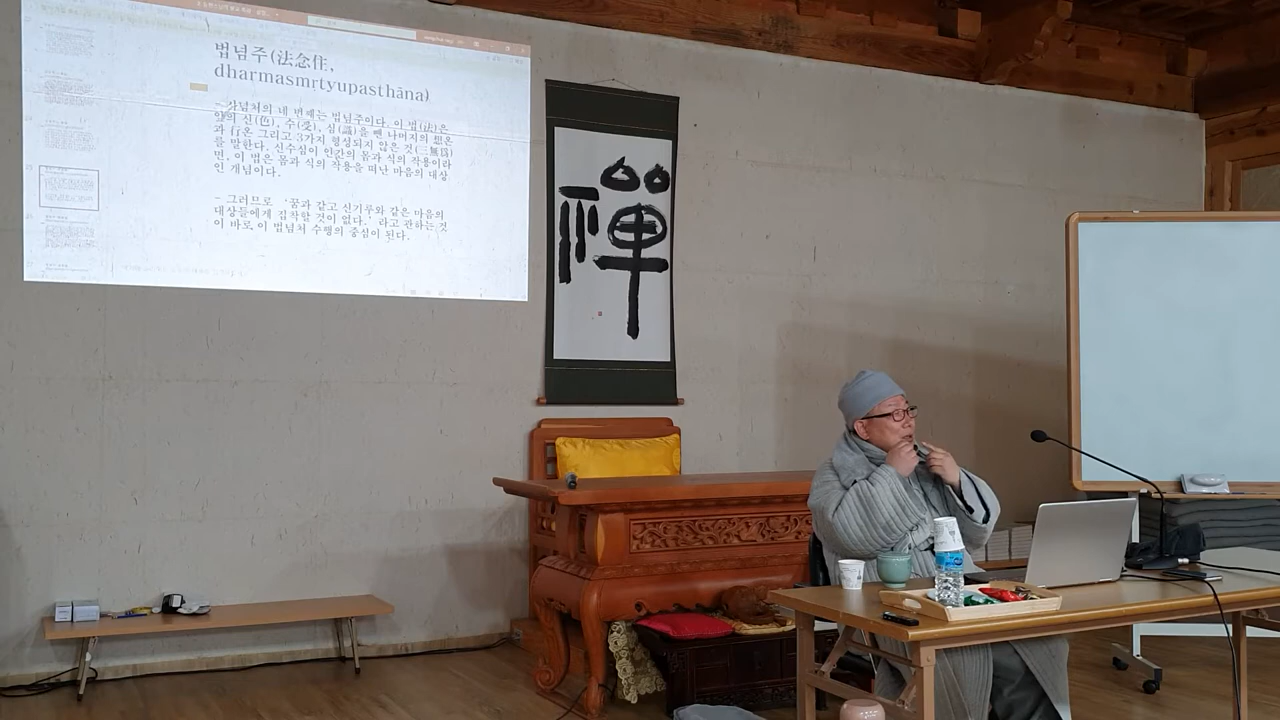 법념주(法念住,
dharmasmṛtyupasthāna)
- 사념처의 네 번째는 법념주이다. 이 법(法)은
앞의 신(色), 수(受), 심(識)을 뺀 나머지의 想온
과 行온 그리고 3가지 형성되지 않은 것(三無爲)
를 말한다. 신수심이 인간의 몸과 식의 작용이라
면, 이 법은 몸과 식의 작용을 떠난 마음의 대상
인 개념이다.
- 그러므로 '꿈과 같고 신기루와 같은 마음의
대상들에게 집착할 것이 없다.' 라고 관하는 것
이 바로 이 법념처 수행의 중심이 된다.
禪